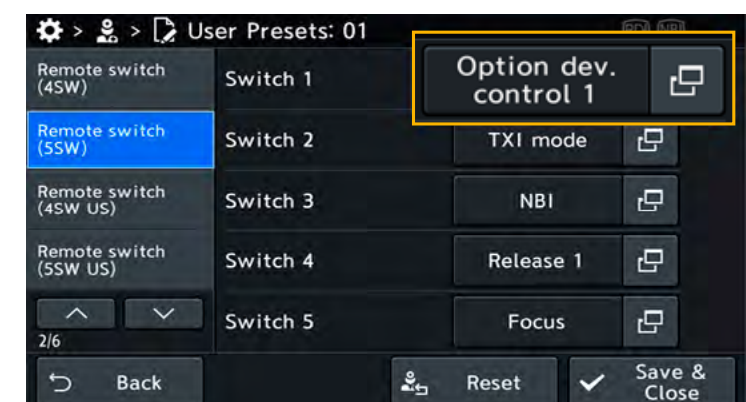 > > User Presets: 01
RDI NBI
Remote switch
(4SW)
Switch 1
Option dev.
control 1
Remote switch
(5SW)
Switch 2
TXI mode
Remote switch
(4SW US)
Switch 3
NBI
Remote switch
(5SW US)
Switch 4
Release 1
2/6
Switch 5
Focus
Back
Reset
Save &
Close